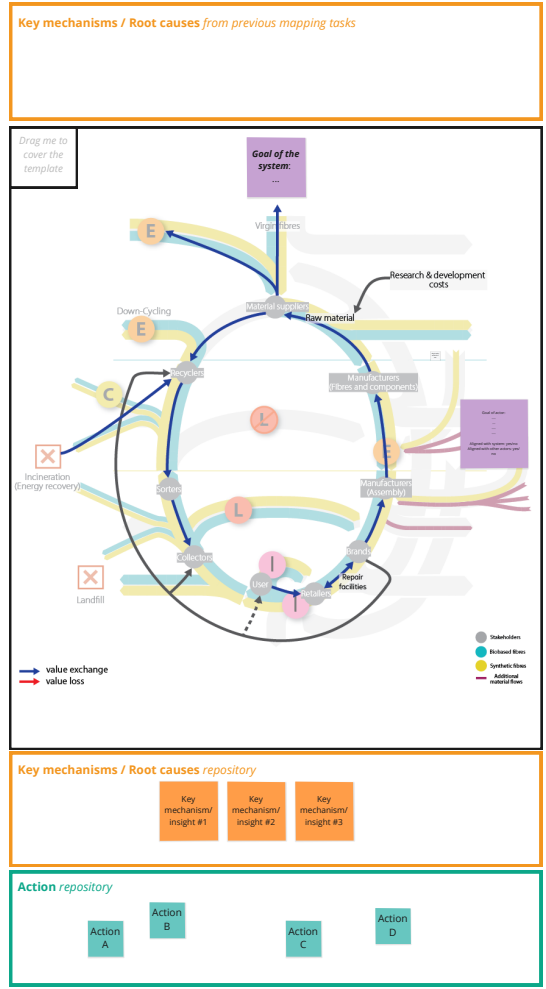 Key mechanisms / Root causes from previous mapping tasks
Drag me to
cover the
template
Goal of the
system:
...
E
Virgin fibres
Research & development
costs
Material suppliers
Raw material
Down-Cycling
E
Recyclers
Manufacturers
(Fibres and components)
C
L
Goal of actor:
...
...
...
...
Incineration
(Energy recovery)
E
Sorters
Manufacturers
(Assembly)
L
Collectors
Brands
I
User
Repair
facilities
Retailers
I
Landfill
Stakeholders
Biobased fibres
Synthetic fibres
Additional
material flows
value exchange
value loss
Key mechanisms / Root causes repository
Key
mechanism/
insight #1
Key
mechanism/
insight #2
Key
mechanism/
insight #3
Action repository
Action
A
Action
B
Action
C
Action
D